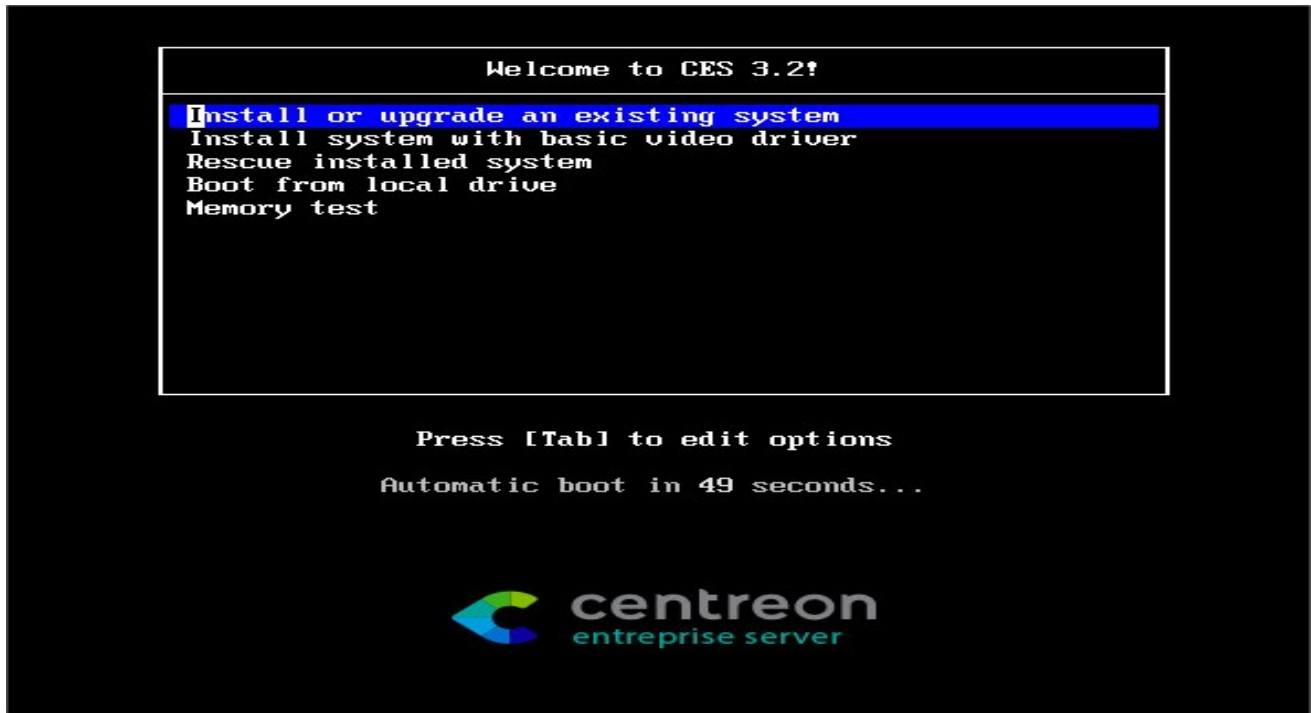 Welcome to CES 3.2!
Install or upgrade an existing system
Install system with basic video driver
Rescue installed system
Boot from local drive
Memory test
Press [Tab] to edit options
Automatic boot in 49 seconds...
centreon
entreprise server